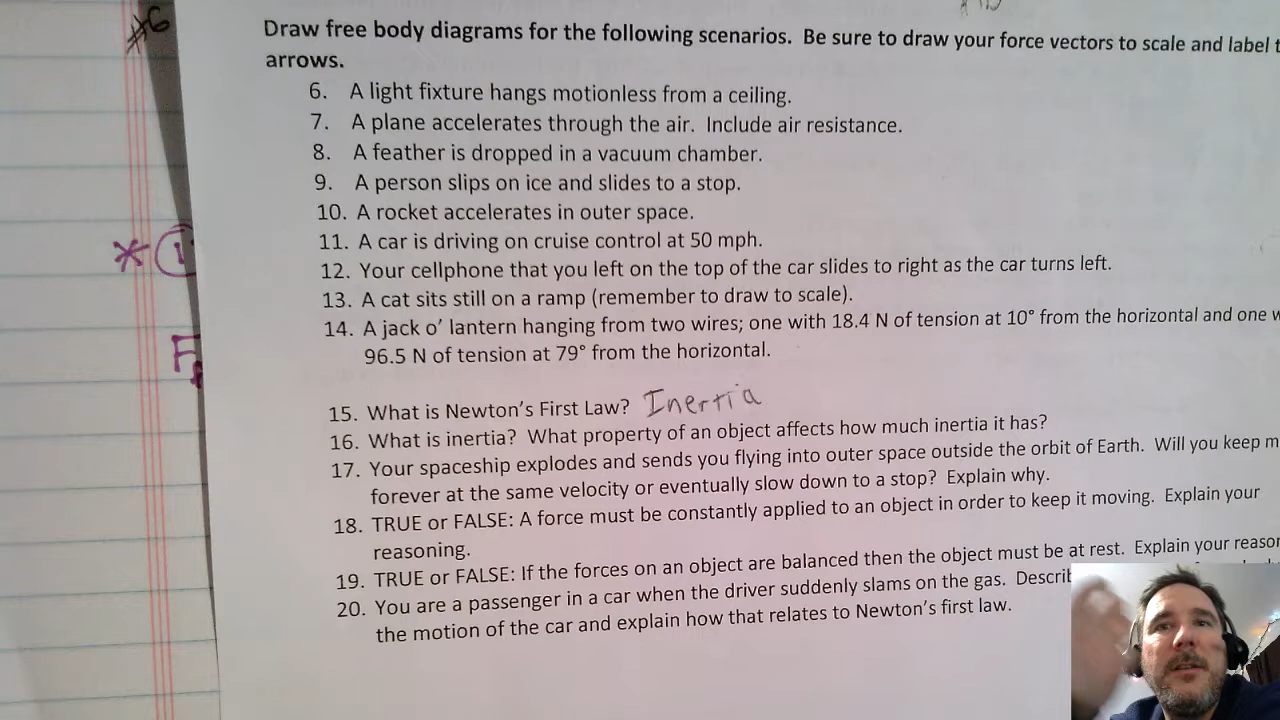 #6
Draw free body diagrams for the following scenarios. Be sure to draw your force vectors to scale and label
arrows.
6. A light fixture hangs motionless from a ceiling.
7. A plane accelerates through the air. Include air resistance.
8. A feather is dropped in a vacuum chamber.
9. A person slips on ice and slides to a stop.
10. A rocket accelerates in outer space.
11. A car is driving on cruise control at 50 mph.
12. Your cellphone that you left on the top of the car slides to right as the car turns left.
13. A cat sits still on a ramp (remember to draw to scale).
14. A jack o' lantern hanging from two wires; one with 18.4 N of tension at 10° from the horizontal and one
96.5 N of tension at 79° from the horizontal.
15. What is Newton's First Law? Inertia
16. What is inertia? What property of an object affects how much inertia it has?
17. Your spaceship explodes and sends you flying into outer space outside the orbit of Earth. Will you keep
forever at the same velocity or eventually slow down to a stop? Explain why.
18. TRUE or FALSE: A force must be constantly applied to an object in order to keep it moving. Explain your
reasoning.
19. TRUE or FALSE: If the forces on an object are balanced then the object must be at rest. Explain your
20. You are a passenger in a car when the driver suddenly slams on the gas.
the motion of the car and explain how that relates to Newton's first law.